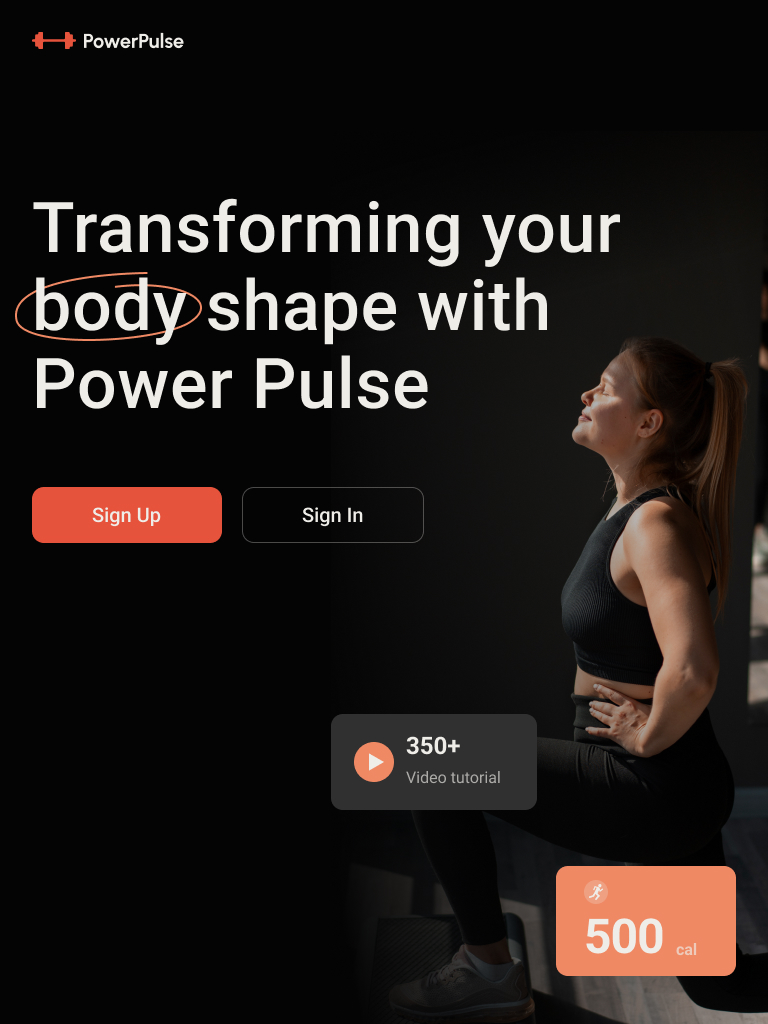 PowerPulse
Transforming your
body shape with
Power Pulse
Sign Up
Sign In
350+
Video tutorial
500 cal